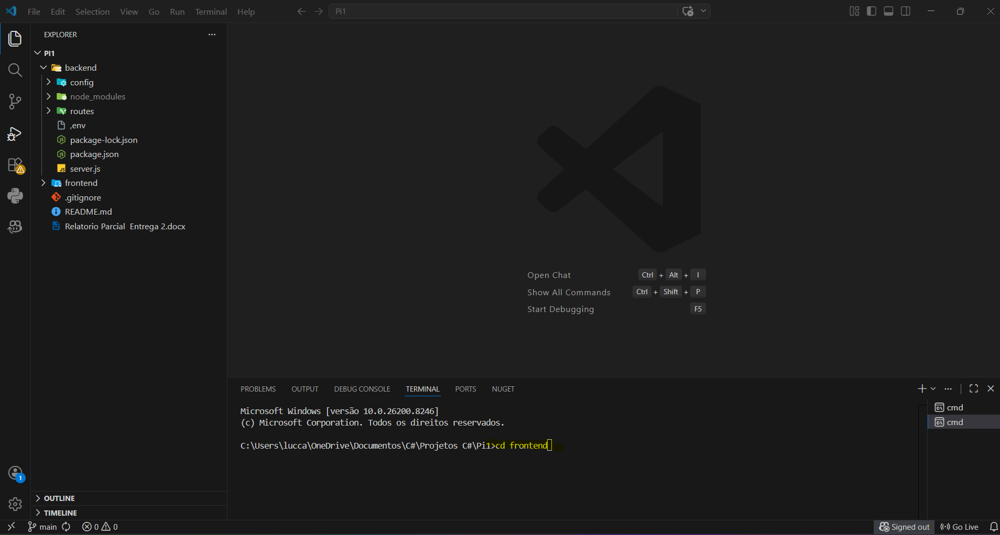 File Edit Selection View Go Run Terminal Help
Pi1
EXPLORER
PI1
backend
config
node_modules
routes
,env
package-lock.json
package.json
server.js
frontend
.gitignore
README.md
Relatorio Parcial  Entrega 2.docx
Open Chat Ctrl + Alt + I
Show All Commands Ctrl + Shift + P
Start Debugging F5
PROBLEMS OUTPUT DEBUG CONSOLE TERMINAL PORTS NUGET
Microsoft Windows [versão 10.0.26200.8246]
(c) Microsoft Corporation. Todos os direitos reservados.
C:\Users\lucca\OneDrive\Documentos\C#\Projetos C#\Pi1>cd frontend
cmd
cmd
1
OUTLINE
TIMELINE
main 0 0 Signed out Go Live